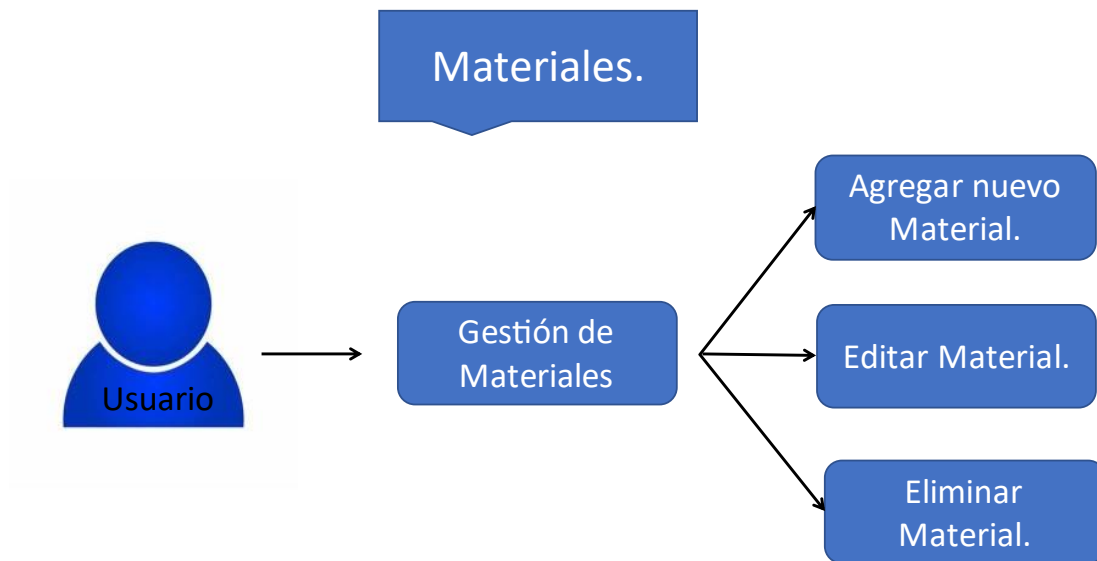 Materiales.
Agregar nuevo
Material.
Gestión de
Materiales
Editar Material.
Usuario
Eliminar
Material.